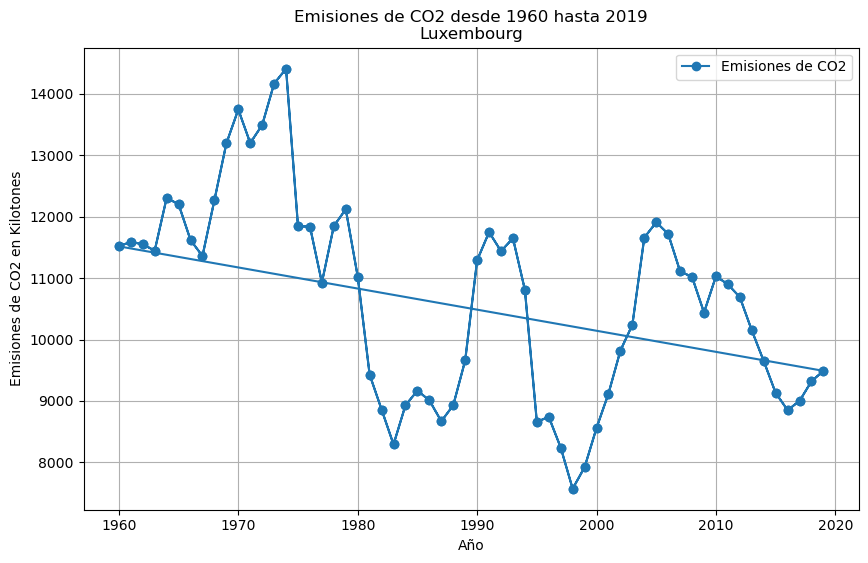 Emisiones de CO2 desde 1960 hasta 2019
Luxembourg
Emisiones de CO2
Emisiones de CO2 en Kilotones
14000
13000
12000
11000
10000
9000
8000
1960 1970 1980 1990 2000 2010 2020
Año